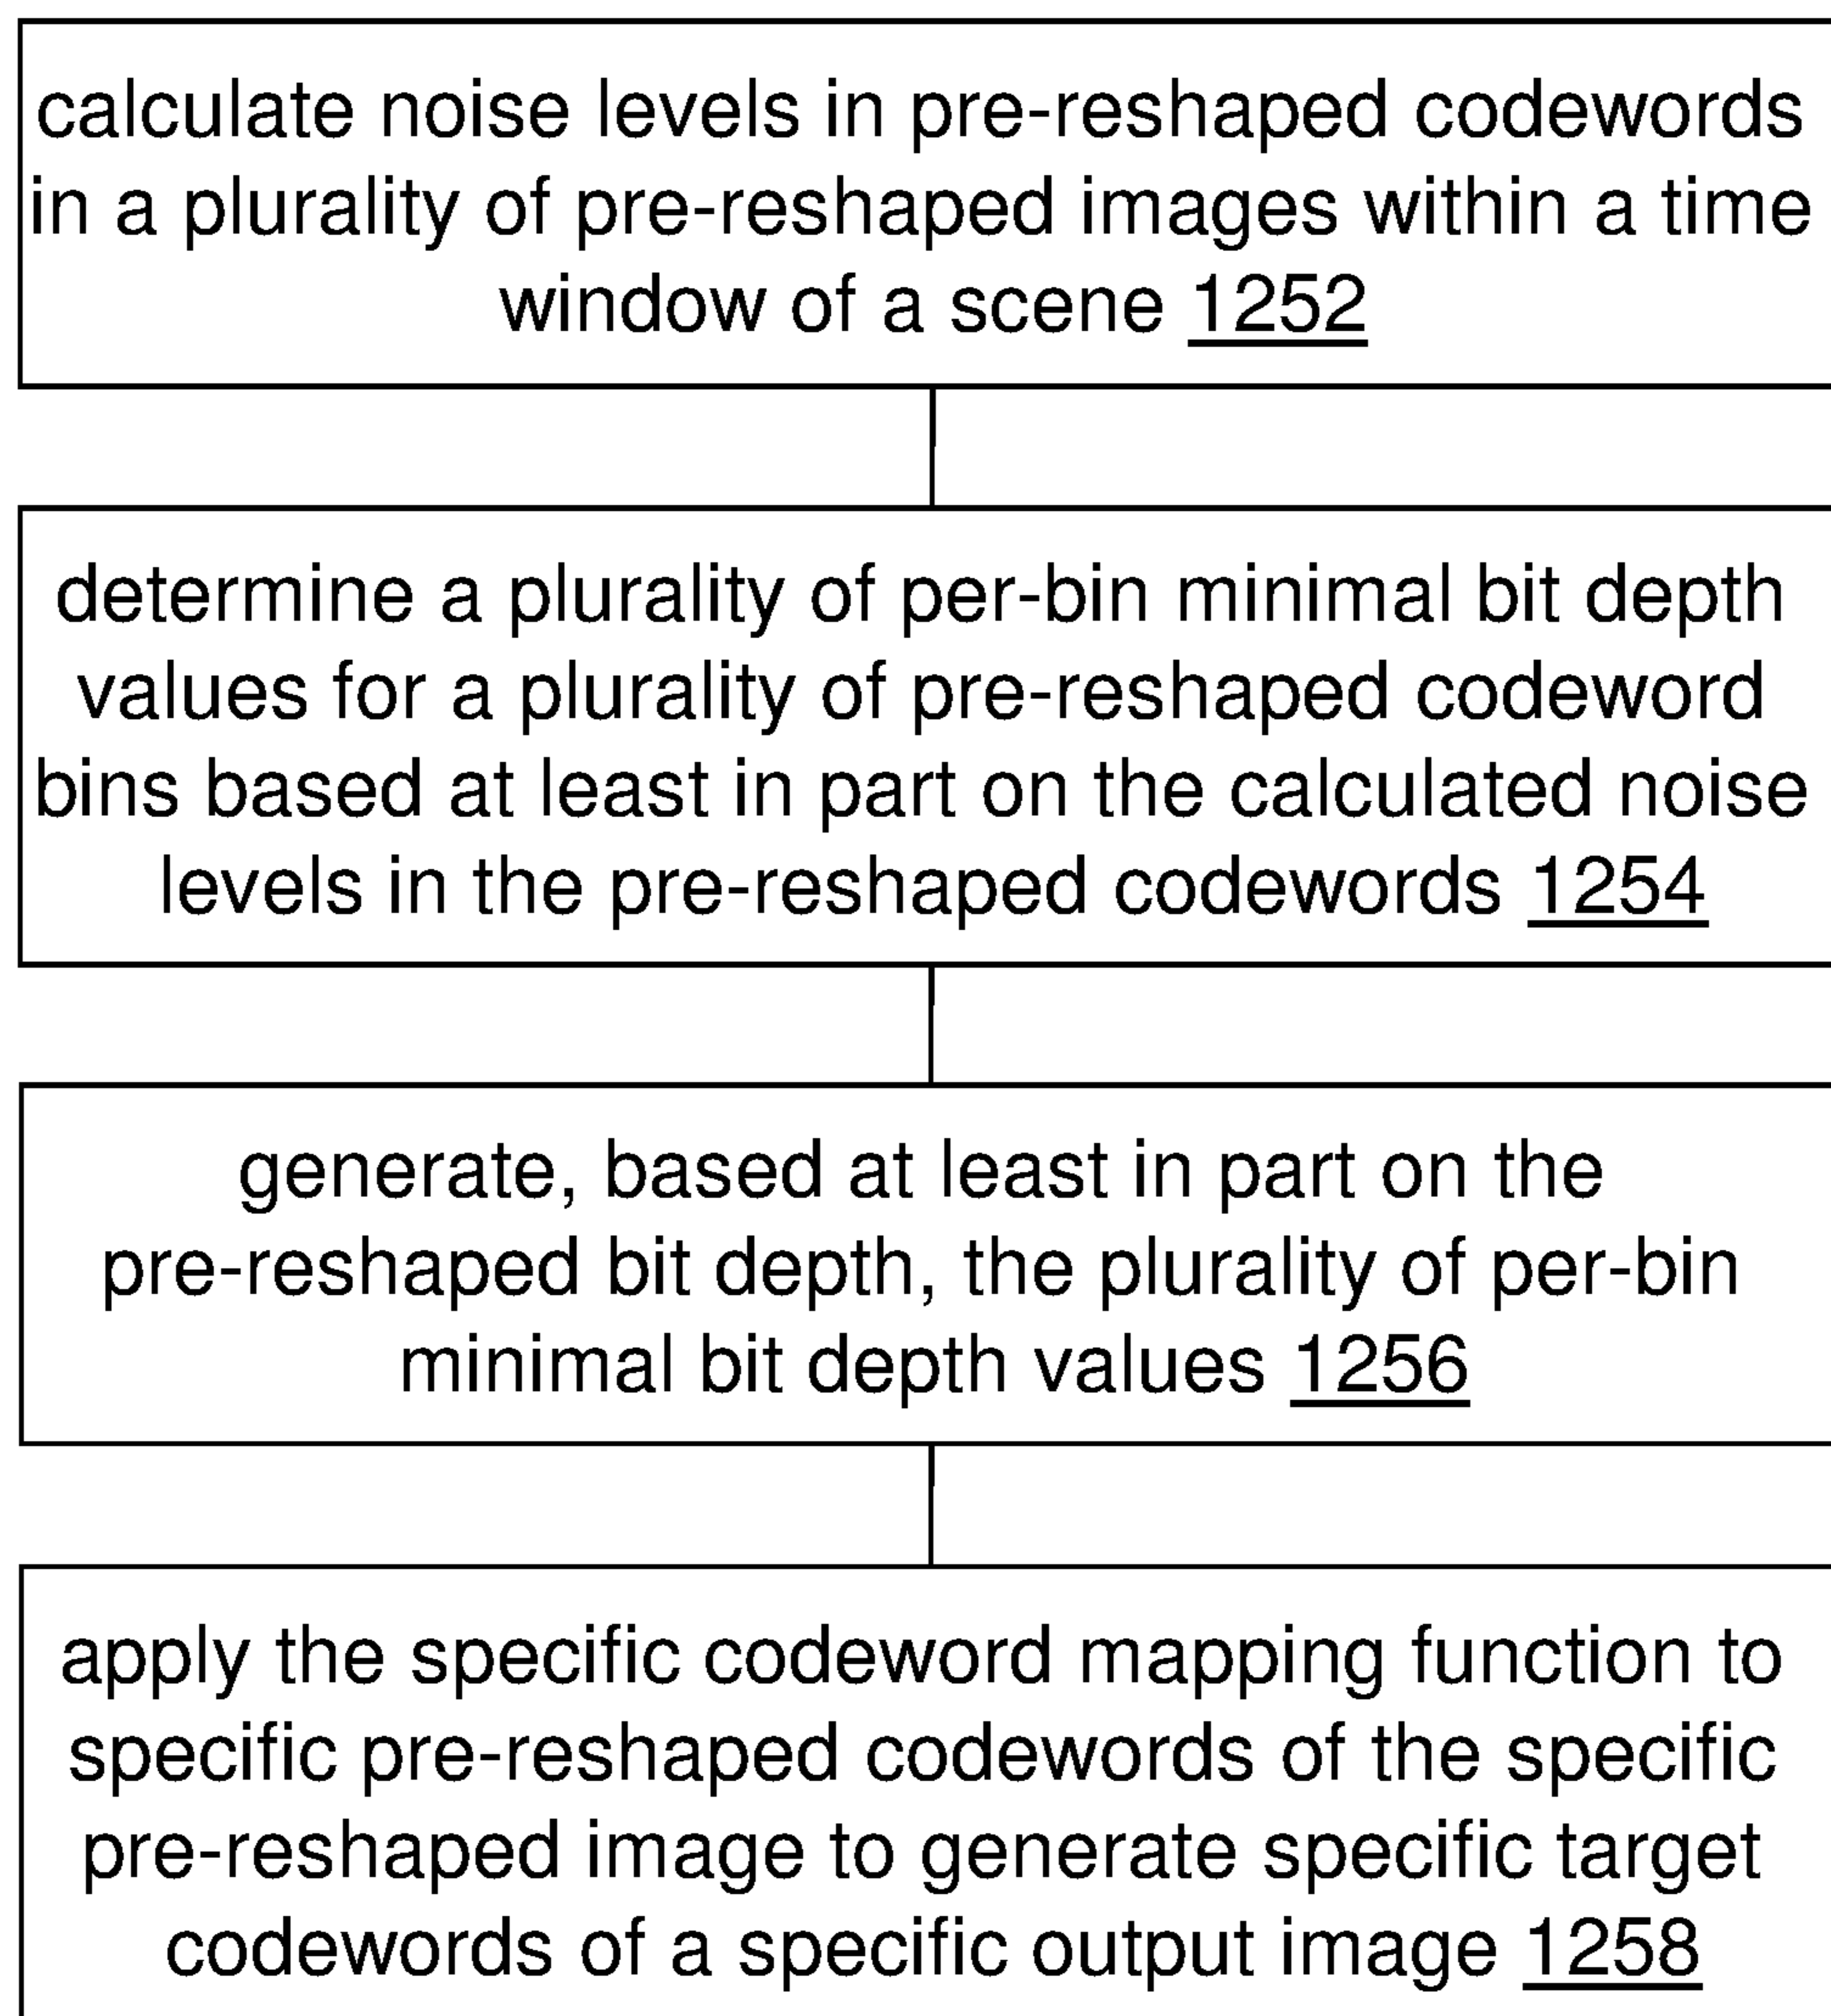 calculate noise levels in pre-reshaped codewords
in a plurality of pre-reshaped images within a time
window of a scene 1252
determine a plurality of per-bin minimal bit depth
values for a plurality of pre-reshaped codeword
bins based at least in part on the calculated noise
levels in the pre-reshaped codewords 1254
generate, based at least in part on the
pre-reshaped bit depth, the plurality of per-bin
minimal bit depth values 1256
apply the specific codeword mapping function to
specific pre-reshaped codewords of the specific
pre-reshaped image to generate specific target
codewords of a specific output image 1258